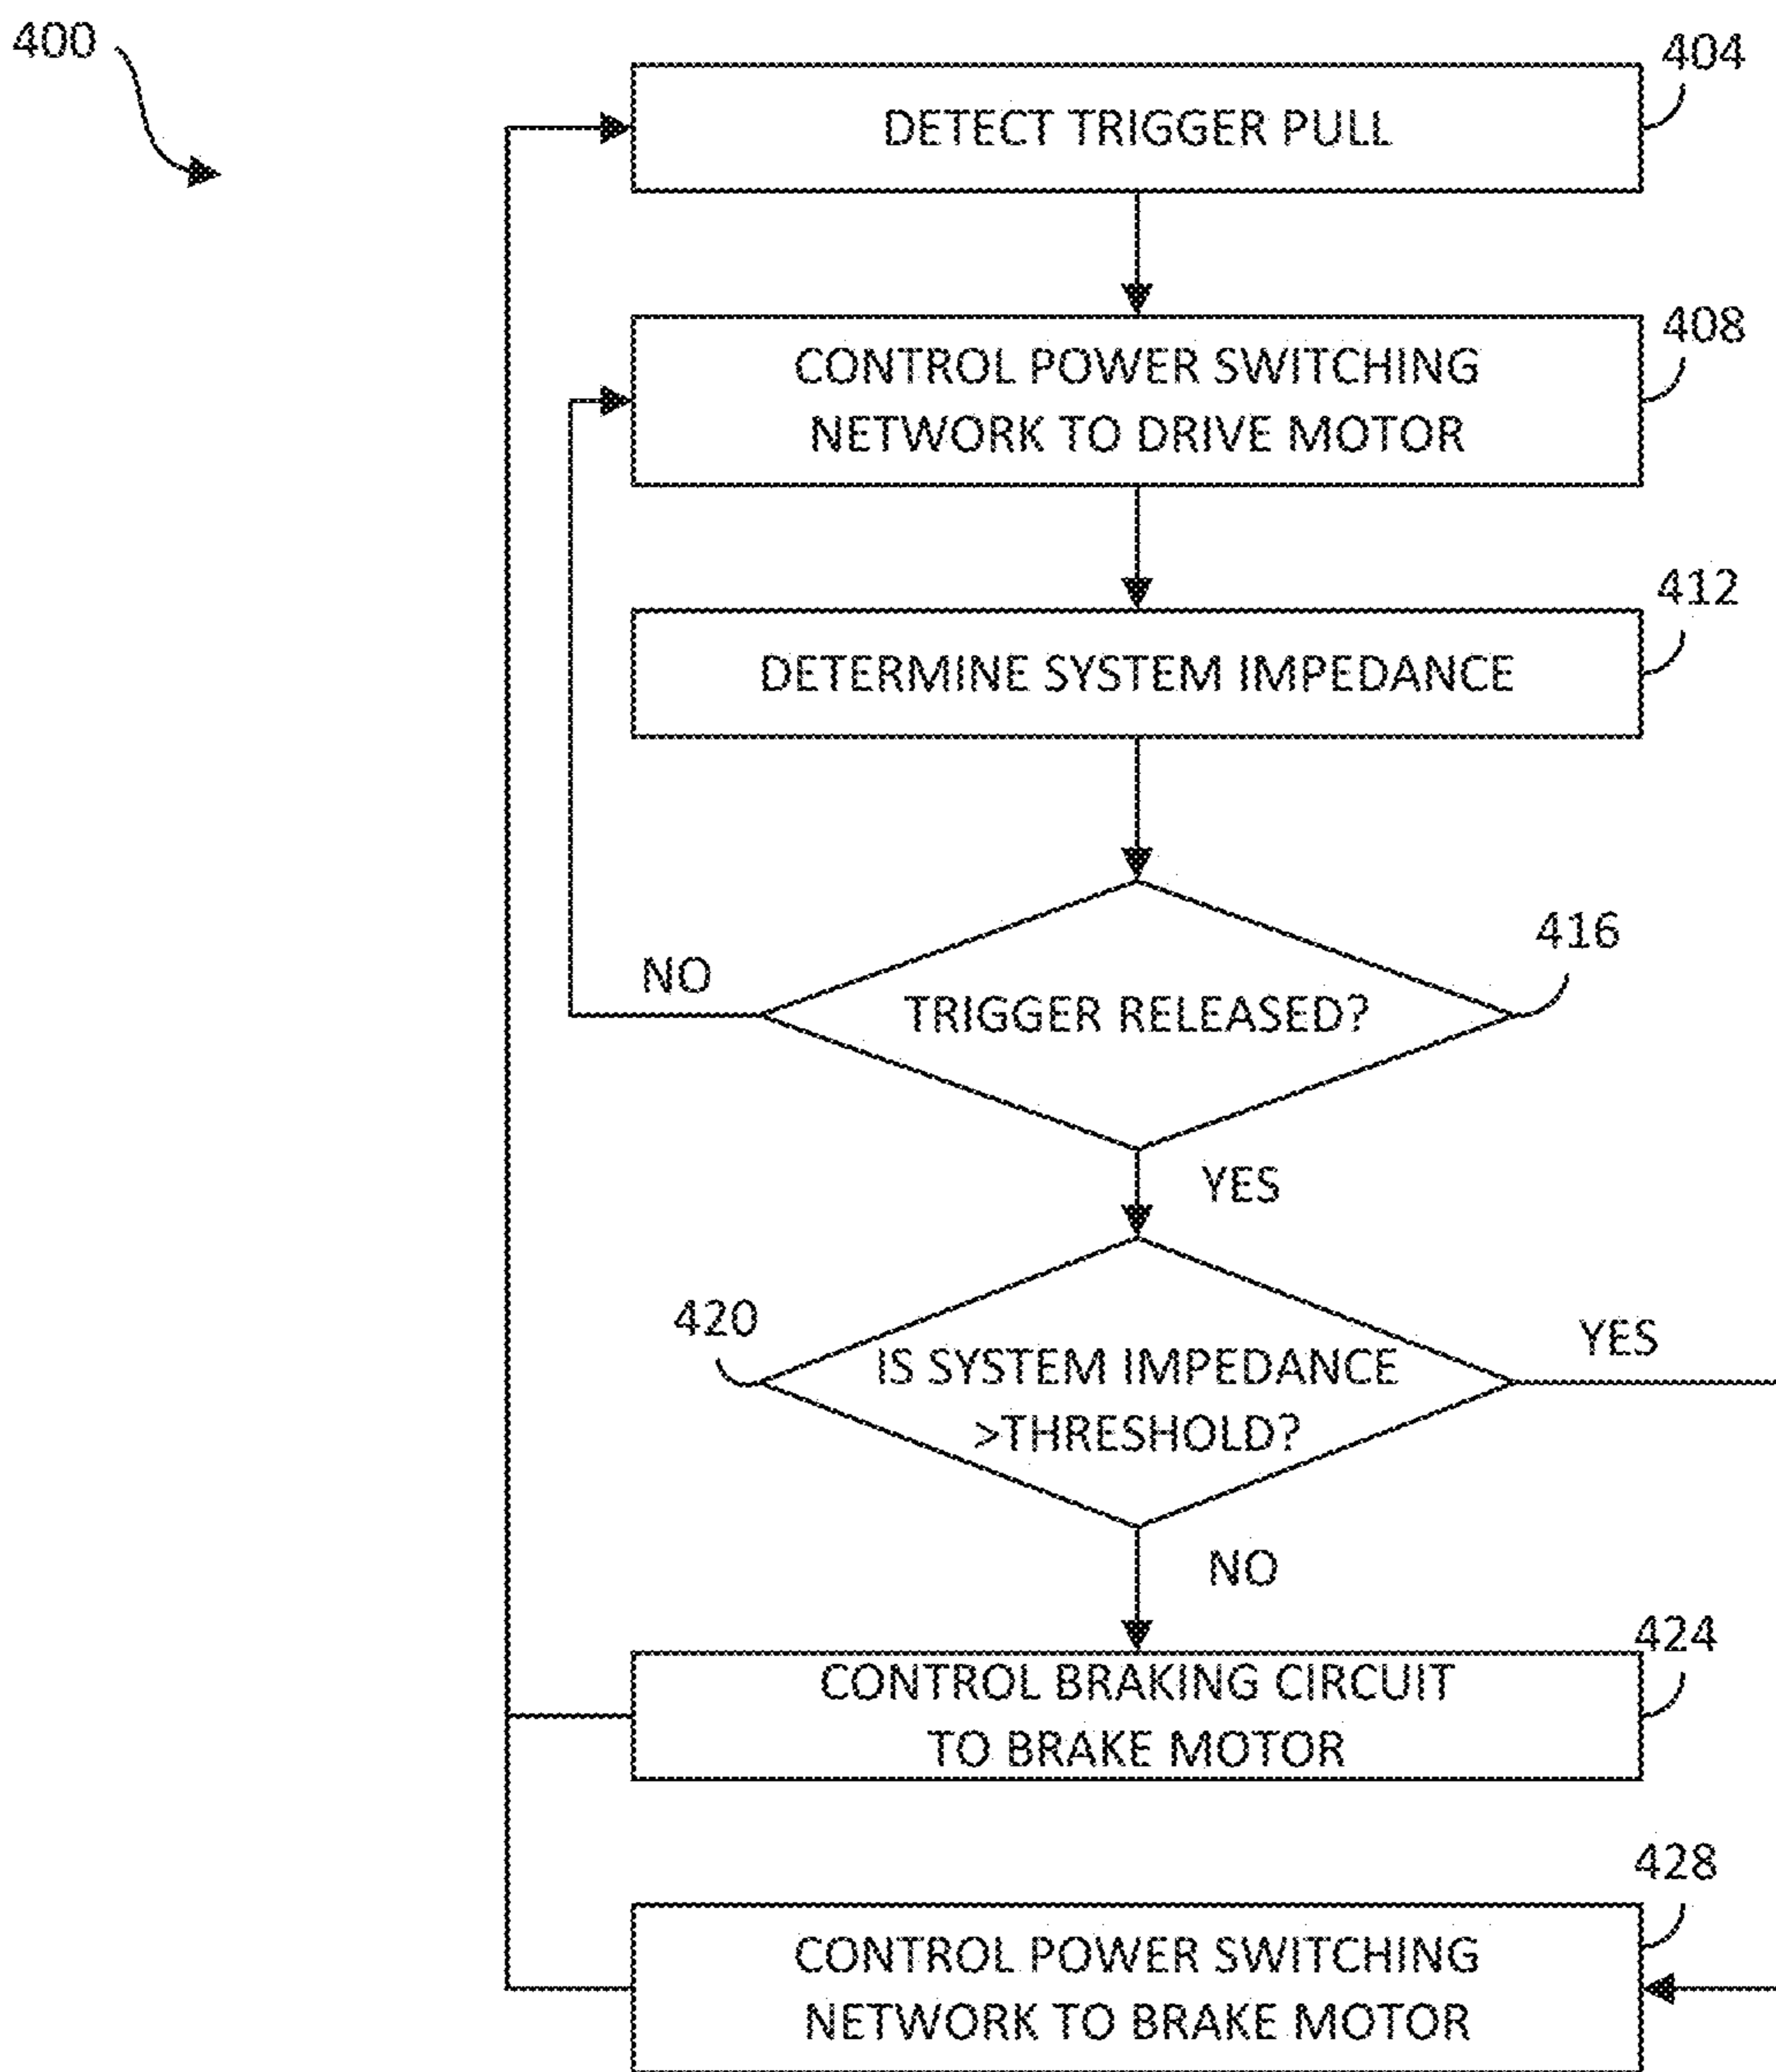 400
404
DETECT TRIGGER PULL
408
CONTROL POWER SWITCHING
NETWORK TO DRIVE MOTOR
412
DETERMINE SYSTEM IMPEDANCE
416
NO
TRIGGER RELEASED?
YES
420
YES
IS SYSTEM IMPEDANCE
>THRESHOLD?
NO
424
CONTROL BRAKING CIRCUIT
TO BRAKE MOTOR
428
CONTROL POWER SWITCHING
NETWORK TO BRAKE MOTOR